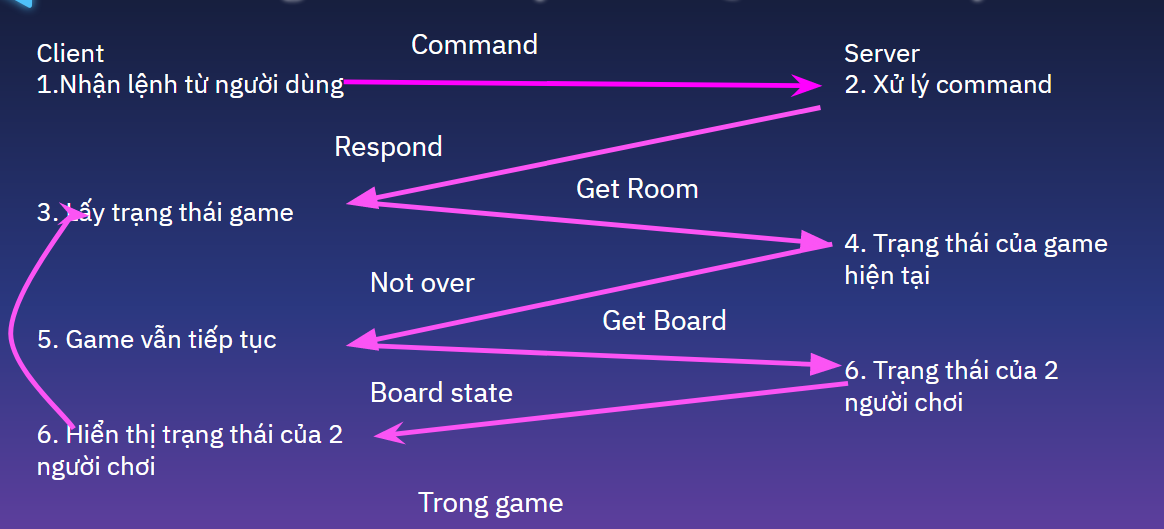 Command
Client
Server
1.Nhận lệnh từ người dùng
2. Xử lý command
Respond
Get Room
3. Lấy trạng thái game
4. Trạng thái của game
hiện tại
Not over
Get Board
5. Game vẫn tiếp tục
6. Trạng thái của 2
người chơi
Board state
6. Hiển thị trạng thái của 2
người chơi
Trong game